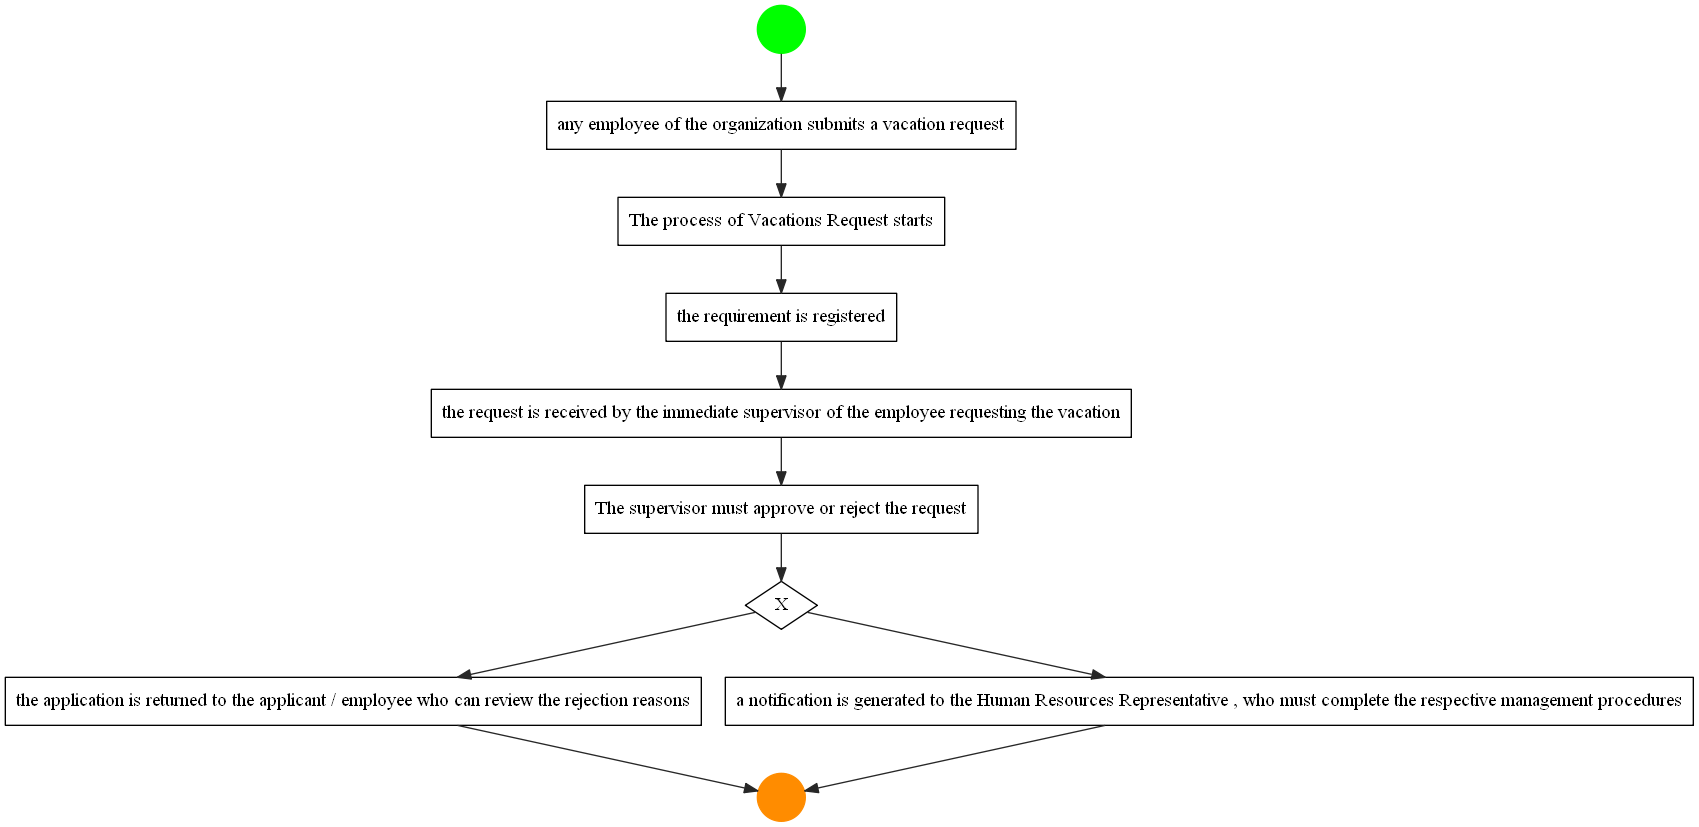 any employee of the organization submits a vacation request
The process of Vacations Request starts
the requirement is registered
the request is received by the immediate supervisor of the employee requesting the vacation
The supervisor must approve or reject the request
X
the application is returned to the applicant / employee who can review the rejection reasons
a notification is generated to the Human Resources Representative , who must complete the respective management procedures